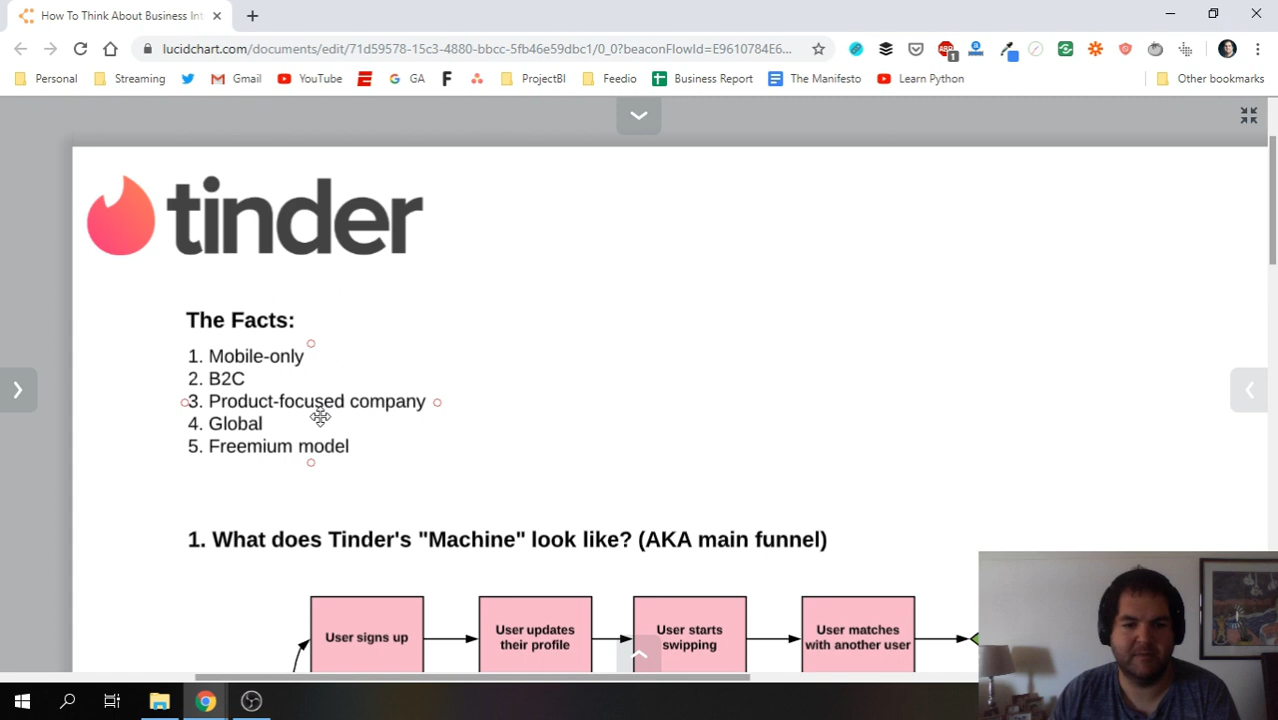 How To Think About Business Int
lucidchart.com/documents/edit/71d59578-15c3-4880-bbcc-5fb46e59dbc1/0_0?beaconFlowId=E9610784E6...
ABP
1
Personal
Streaming
Gmail
YouTube
E
G
GA
F
ProjectBI
Feedio
Business Report
The Manifesto
Learn Python
Other bookmarks
tinder
The Facts:
1. Mobile-only
2. B2C
3. Product-focused company
4. Global
5. Freemium model
1. What does Tinder's "Machine" look like? (AKA main funnel)
User signs up
User updates
their profile
User starts
swipping
User matches
with another user